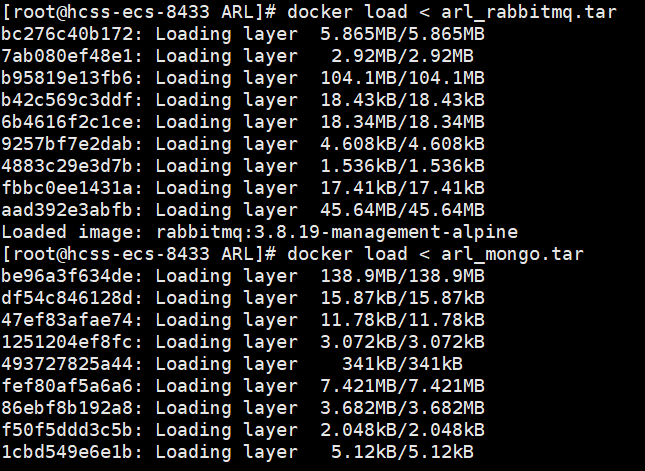 [root@hcss-ecs-8433 ARL]# docker load < arl_rabbitmq.tar
bc276c40b172: Loading layer  5.865MB/5.865MB
7ab080ef48e1: Loading layer   2.92MB/2.92MB
b95819e13fb6: Loading layer  104.1MB/104.1MB
b42c569c3ddf: Loading layer  18.43kB/18.43kB
6b4616f2c1ce: Loading layer  18.34MB/18.34MB
9257bf7e2dab: Loading layer  4.608kB/4.608kB
4883c29e3d7b: Loading layer  1.536kB/1.536kB
fbbc0ee1431a: Loading layer  17.41kB/17.41kB
aad392e3abfb: Loading layer  45.64MB/45.64MB
Loaded image: rabbitmq:3.8.19-management-alpine
[root@hcss-ecs-8433 ARL]# docker load < arl_mongo.tar
be96a3f634de: Loading layer  138.9MB/138.9MB
df54c846128d: Loading layer  15.87kB/15.87kB
47ef83afae74: Loading layer  11.78kB/11.78kB
1251204ef8fc: Loading layer  3.072kB/3.072kB
493727825a44: Loading layer    341kB/341kB
fef80af5a6a6: Loading layer  7.421MB/7.421MB
86ebf8b192a8: Loading layer  3.682MB/3.682MB
f50f5ddd3c5b: Loading layer  2.048kB/2.048kB
1cbd549e6e1b: Loading layer   5.12kB/5.12kB